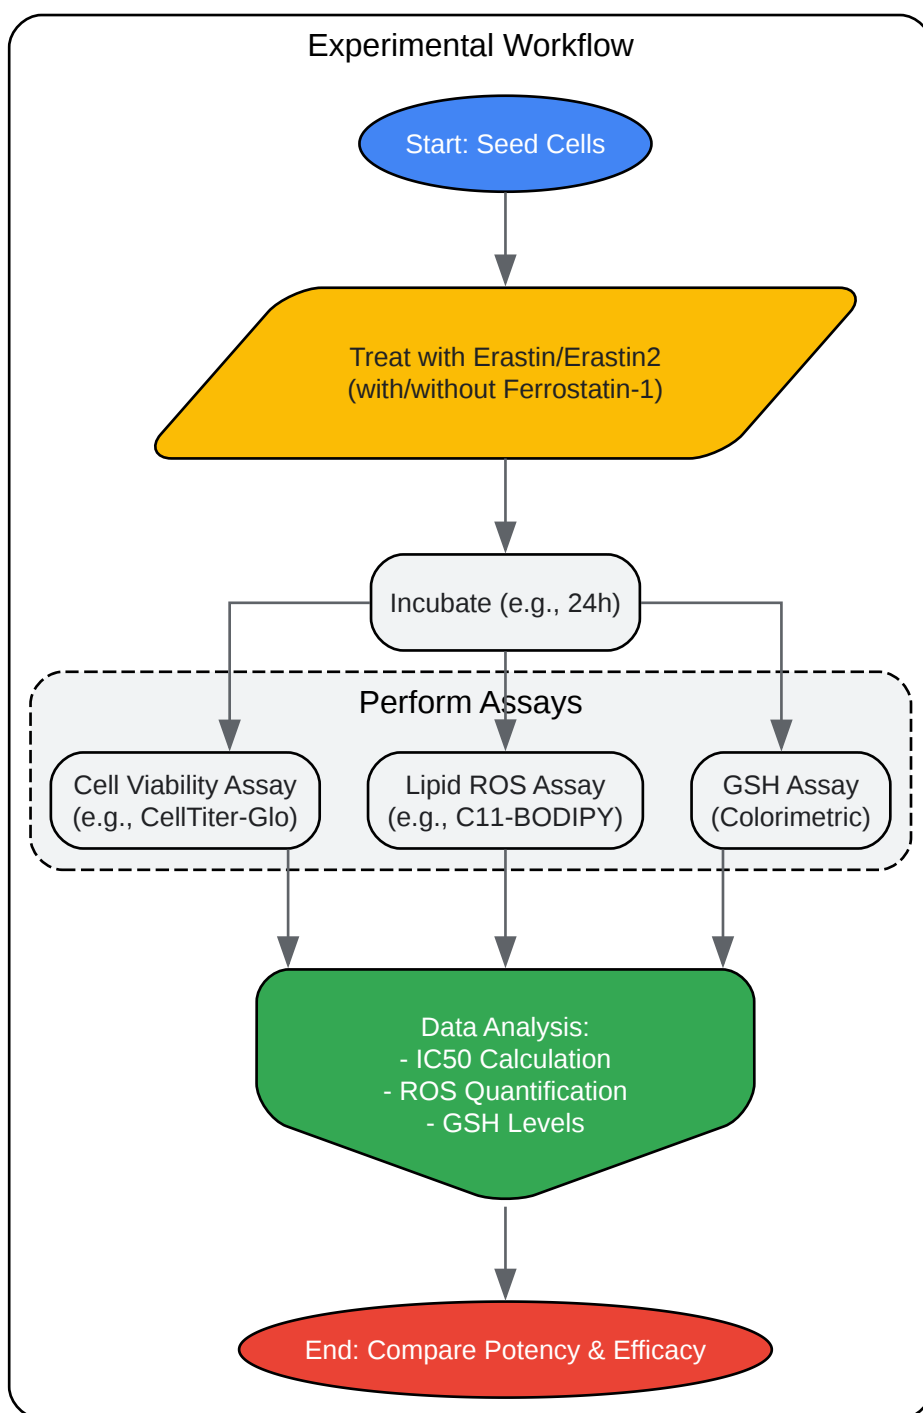 Experimental Workflow
Start: Seed Cells
Treat with Erastin/Erastin2
(with/without Ferrostatin-1)
Incubate (e.g., 24h)
Perform Assays
Cell Viability Assay
(e.g., CellTiter-Glo)
Lipid ROS Assay
(e.g., C11-BODIPY)
GSH Assay
(Colorimetric)
Data Analysis:
- IC50 Calculation
- ROS Quantification
- GSH Levels
End: Compare Potency & Efficacy